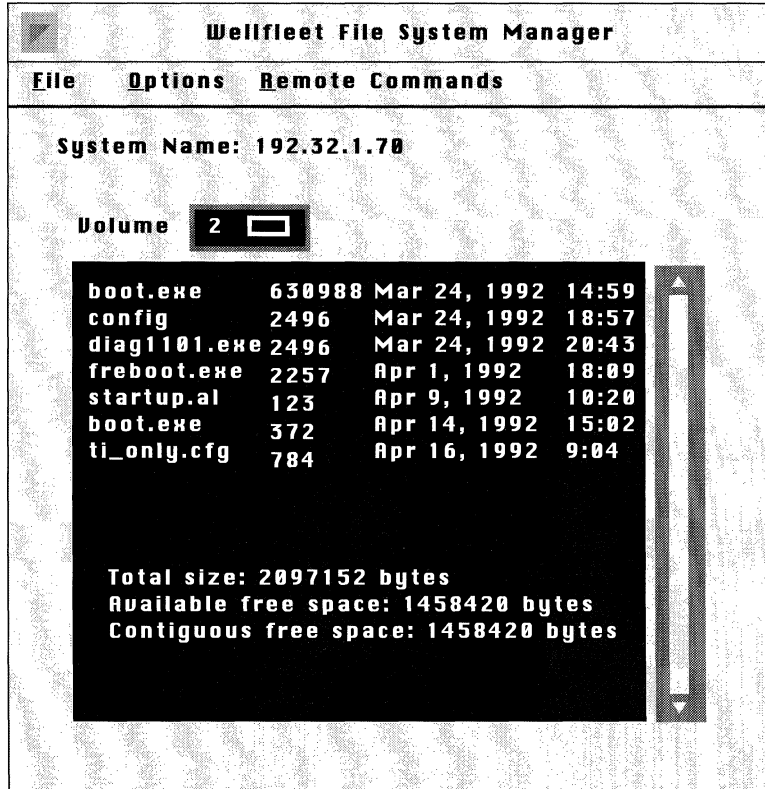 Wellfleet File System Manager
File Options Remote Commands
System Name: 192.32.1.70
Volume 2
boot.exe 630988 Mar 24, 1992 14:59
config 2496 Mar 24, 1992 18:57
diag1101.exe 2496 Mar 24, 1992 20:43
freboot.exe 2257 Apr 1, 1992 18:09
startup.al 123 Apr 9, 1992 10:20
boot.exe 372 Apr 14, 1992 15:02
ti_only.cfg 784 Apr 16, 1992 9:04
Total size: 2097152 bytes
Available free space: 1458420 bytes
Contiguous free space: 1458420 bytes